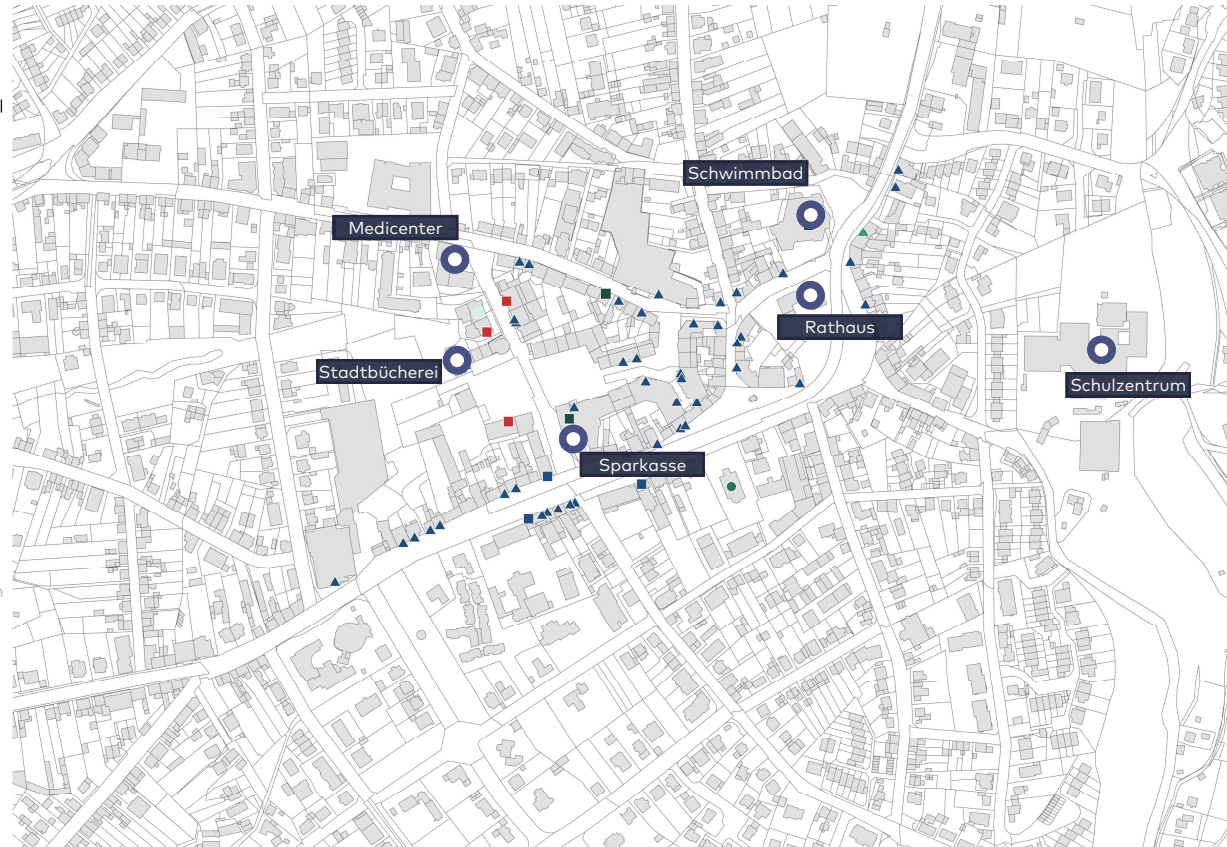 Schwimmbad
Medicenter
Rathaus
Stadtbücherei
Schulzentrum
Sparkasse